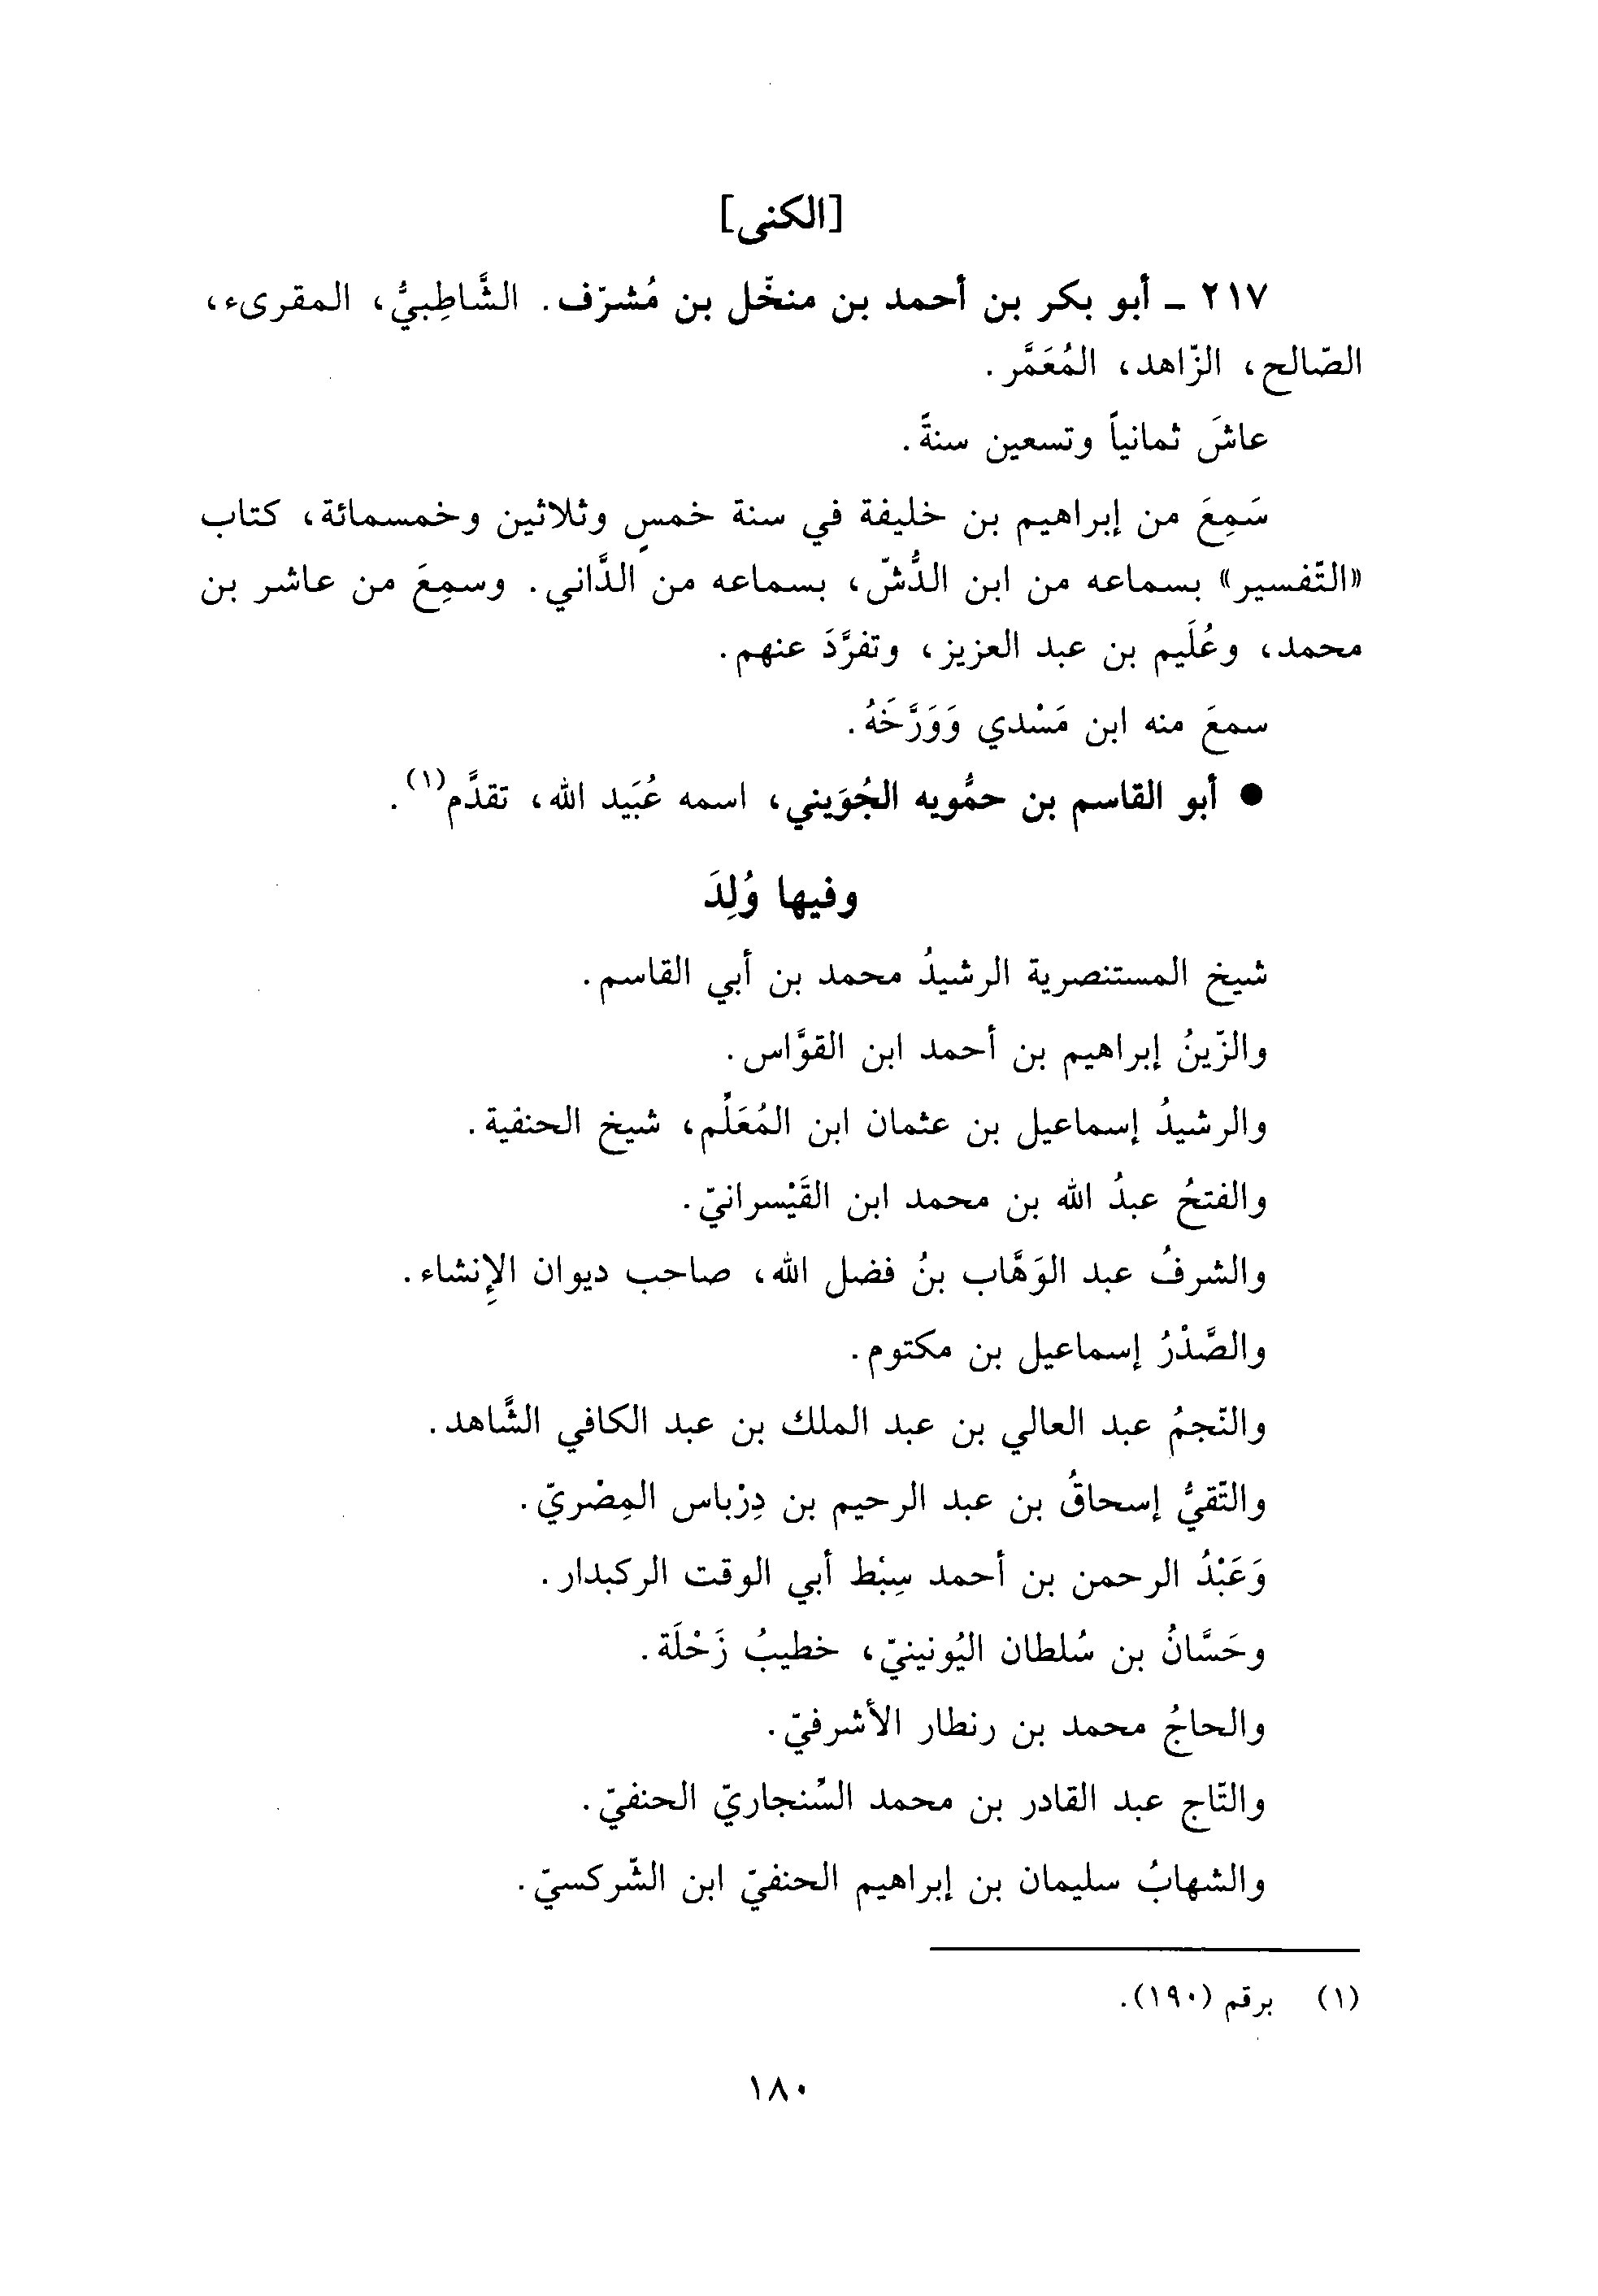 [الكنى]
٢١٧ ـ أبو بكر بن أحمد بن منخّل بن مُشرّف. الشَّاطِبيُّ، المقرىء،
الصّالح، الزّاهد، المُعَمَّر.
عاشَ ثمانياً وتسعين سنةً.
سَمِعَ من إبراهيم بن خليفة في سنة خمسٍ وثلاثين وخمسمائة، كتاب
«التّفسير» بسماعه من ابن الدُّشّ، بسماعه من الدَّاني. وسمِعَ من عاشر بن
محمد، وعُلَيم بن عبد العزيز، وتفرَّدَ عنهم.
سمعَ منه ابن مَسْدي وَوَرَّخَهُ.
● أبو القاسم بن حمُّويه الجُوَيني، اسمه عُبَيد الله، تقدَّم(١).
وفيها وُلِدَ
شيخ المستنصرية الرشيدُ محمد بن أبي القاسم.
والزّينُ إبراهيم بن أحمد ابن القوَّاس.
والرشيدُ إسماعيل بن عثمان ابن المُعَلِّم، شيخ الحنفية.
والفتحُ عبدُ الله بن محمد ابن القَيْسرانيّ.
والشرفُ عبد الوَهَّاب بنُ فضل الله، صاحب ديوان الإِنشاء.
والصَّدْرُ إسماعيل بن مكتوم.
والنّجمُ عبد العالي بن عبد الملك بن عبد الكافي الشَّاهد.
والتّقيُّ إسحاقُ بن عبد الرحيم بن دِرْباس المِصْريّ.
وَعَبْدُ الرحمن بن أحمد سِبْط أبي الوقت الركبدار.
وحَسَّانُ بن سُلطان اليُونينيّ، خطيبُ زَحْلَة.
والحاجُ محمد بن رنطار الأشرفيّ.
والتّاج عبد القادر بن محمد السِّنجاريّ الحنفيّ.
والشهابُ سليمان بن إبراهيم الحنفيّ ابن الشّركسيّ.
(١) برقم (١٩٠).
١٨٠